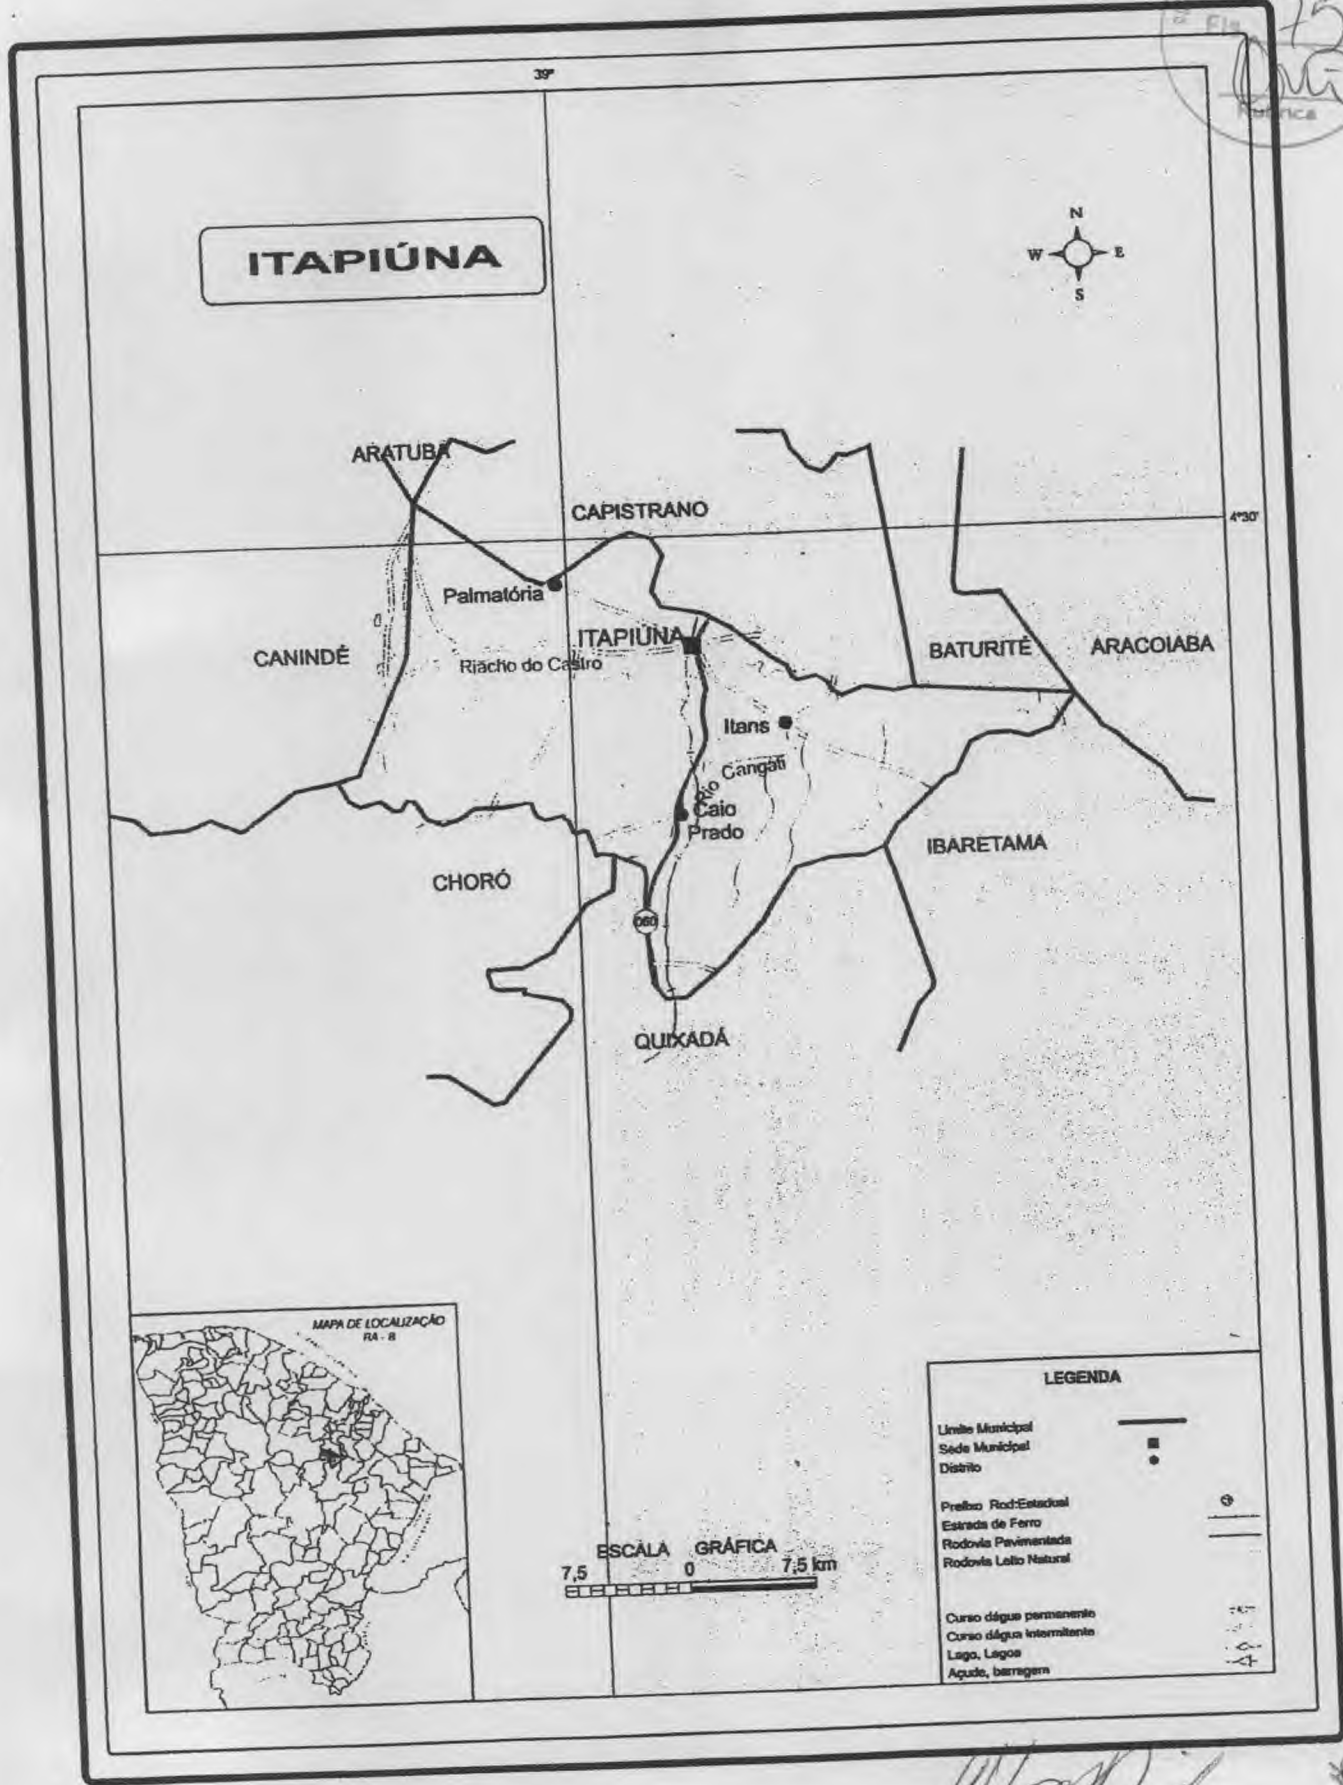 Fls. 75
Rubrica
39°
ITAPIÚNA
N
W E
S
ARATUBA
CAPISTRANO
4°30'
Palmatória
ITAPIÚNA
CANINDÉ
Riacho do Castro
BATURITÉ
ARACOIABA
Itans
Rio Cangati
Caio
Prado
IBARETAMA
CHORÓ
060
QUIXADÁ
MAPA DE LOCALIZAÇÃO
RA - 8
LEGENDA
Limite Municipal
Sede Municipal
Distrito
Prefixo Rod:Estadual
Estrada de Ferro
Rodovia Pavimentada
Rodovia Leito Natural
Curso dágua permanente
Curso dágua intermitente
Lago, Lagoa
Açude, barragem
ESCALA GRÁFICA
7,5 0 7,5 km